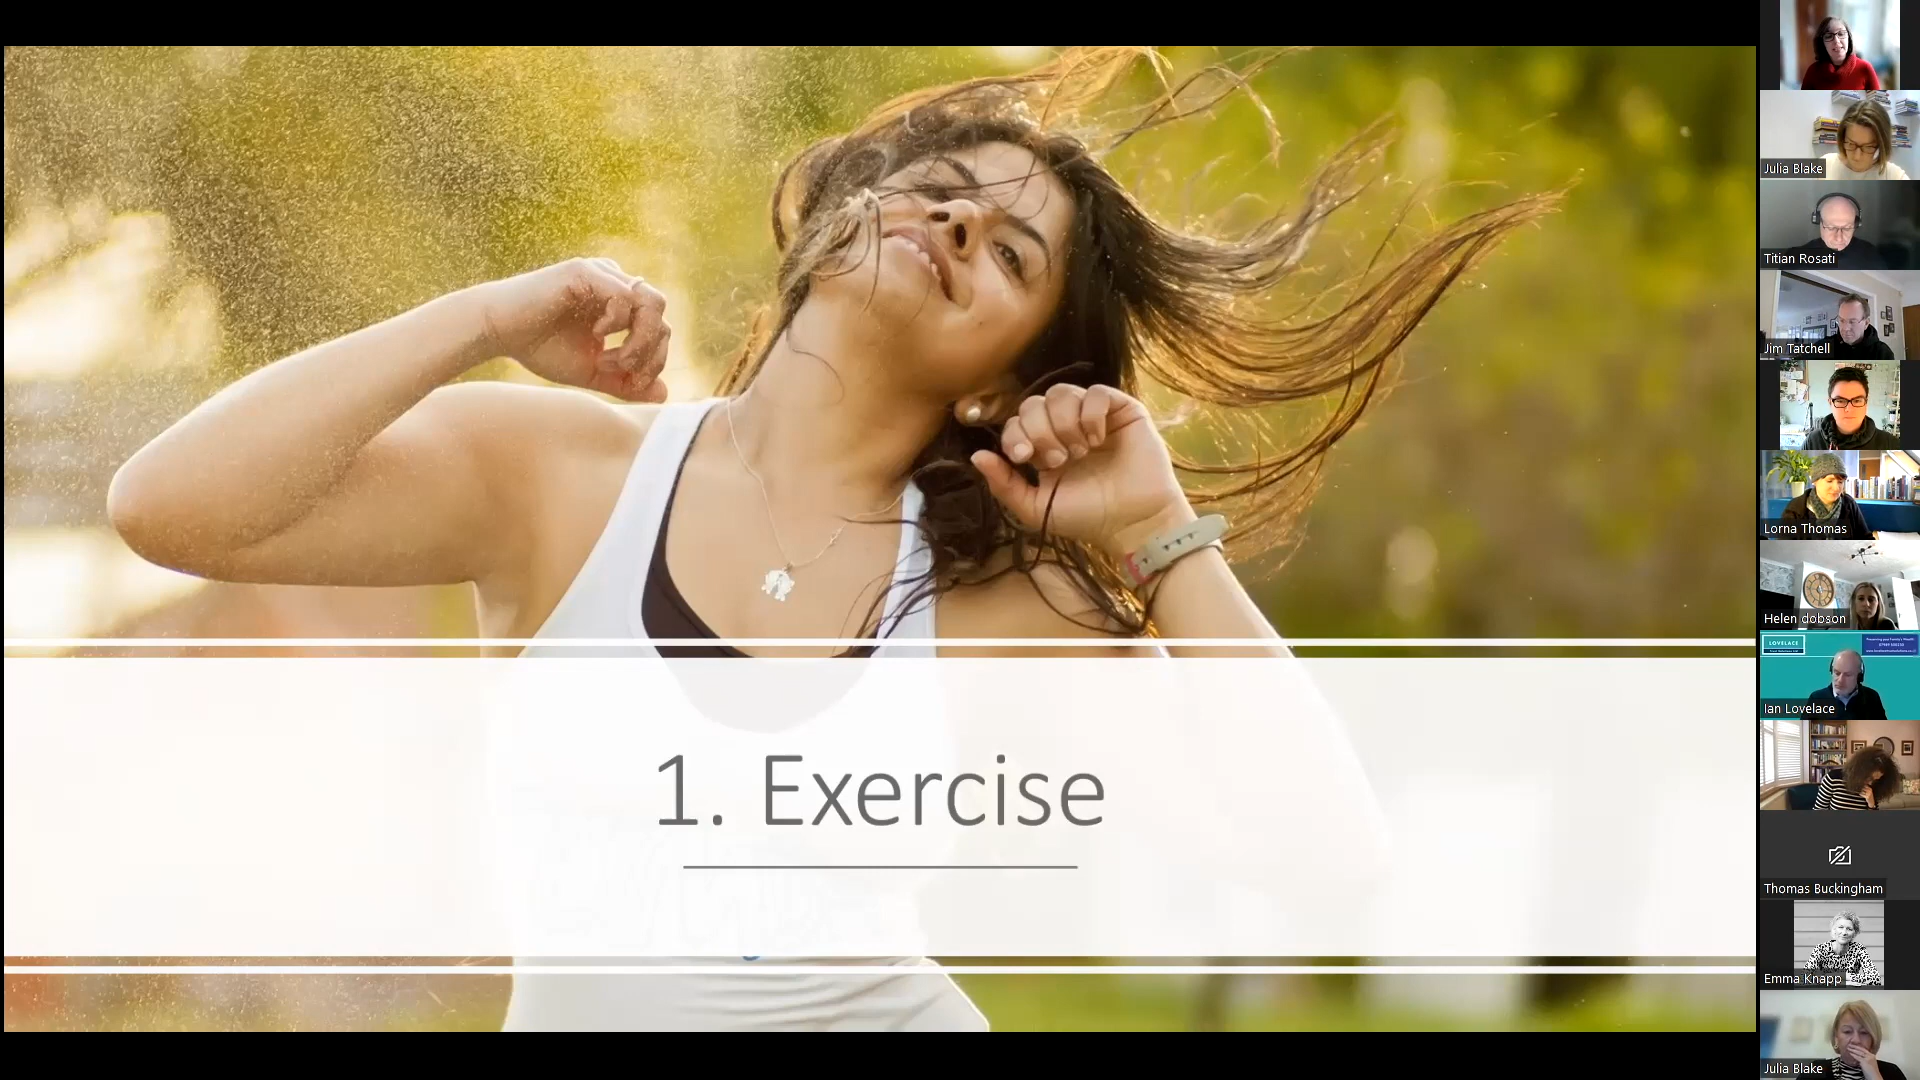 1. Exercise
Julia Blake
Titian Rosati
Jim Tatchell
Lorna Thomas
Helen dobson
LOVELACE
Ian Lovelace
Thomas Buckingham
Emma Knapp
Julia Blake